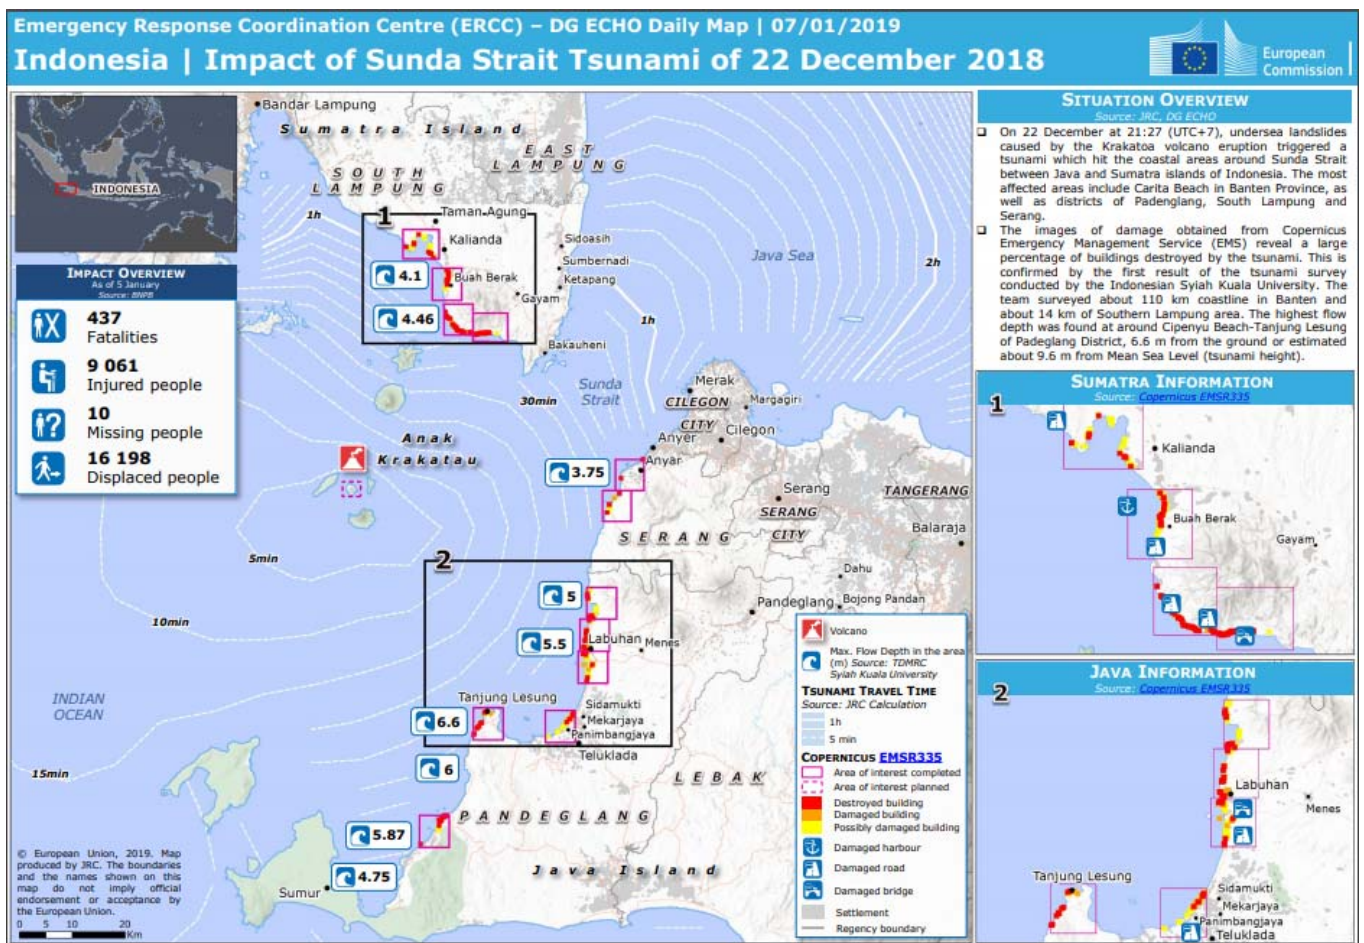 Emergency Response Coordination Centre (ERCC) – DG ECHO Daily Map | 07/01/2019
Indonesia | Impact of Sunda Strait Tsunami of 22 December 2018
European
Commission
INDONESIA
IMPACT OVERVIEW
As of 5 January
Source: BNPB
437
Fatalities
9 061
Injured people
10
Missing people
16 198
Displaced people
Bandar Lampung
Sumatra Island
EAST
LAMPUNG
SOUTH
LAMPUNG
1h
1
Taman Agung
Kalianda
4.1
Buah Berak
4.46
Gayam
Sidoasih
Sumbernadi
Ketapang
Bakauheni
Java Sea
2h
1h
Sunda
Strait
30min
Merak
CILEGON
CITY
Margagiri
Cilegon
Anyer
Anyar
3.75
Anak
Krakatau
Serang
SERANG
CITY
TANGERANG
Balaraja
SERANG
5min
2
Dahu
Pandeglang
Bojong Pandan
5
10min
5.5
Labuhan
Menes
INDIAN
OCEAN
Tanjung Lesung
6.6
Sidamukti
Mekarjaya
Panimbangjaya
Teluklada
6
15min
LEBAK
PANDEGLANG
5.87
4.75
Sumur
Java Island
© European Union, 2019. Map
produced by JRC. The boundaries
and the names shown on this
map do not imply official
endorsement or acceptance by
the European Union.
0 5 10 20
Km
Volcano
Max. Flow Depth in the area
(m) Source: TDMRC
Syiah Kuala University
TSUNAMI TRAVEL TIME
Source: JRC Calculation
1h
5 min
COPERNICUS EMSR335
Area of interest completed
Area of interest planned
Destroyed building
Damaged building
Possibly damaged building
Damaged harbour
Damaged road
Damaged bridge
Settlement
Regency boundary
SITUATION OVERVIEW
Source: JRC, DG ECHO
On 22 December at 21:27 (UTC+7), undersea landslides
caused by the Krakatoa volcano eruption triggered a
tsunami which hit the coastal areas around Sunda Strait
between Java and Sumatra islands of Indonesia. The most
affected areas include Carita Beach in Banten Province, as
well as districts of Padenglang, South Lampung and
Serang.
The images of damage obtained from Copernicus
Emergency Management Service (EMS) reveal a large
percentage of buildings destroyed by the tsunami. This is
confirmed by the first result of the tsunami survey
conducted by the Indonesian Syiah Kuala University. The
team surveyed about 110 km coastline in Banten and
about 14 km of Southern Lampung area. The highest flow
depth was found at around Cipenyu Beach-Tanjung Lesung
of Padeglang District, 6.6 m from the ground or estimated
about 9.6 m from Mean Sea Level (tsunami height).
SUMATRA INFORMATION
Source: Copernicus EMSR335
1
Kalianda
Buah Berak
Gayam
JAVA INFORMATION
Source: Copernicus EMSR335
2
Labuhan
Menes
Tanjung Lesung
Sidamukti
Mekarjaya
Panimbangjaya
Teluklada